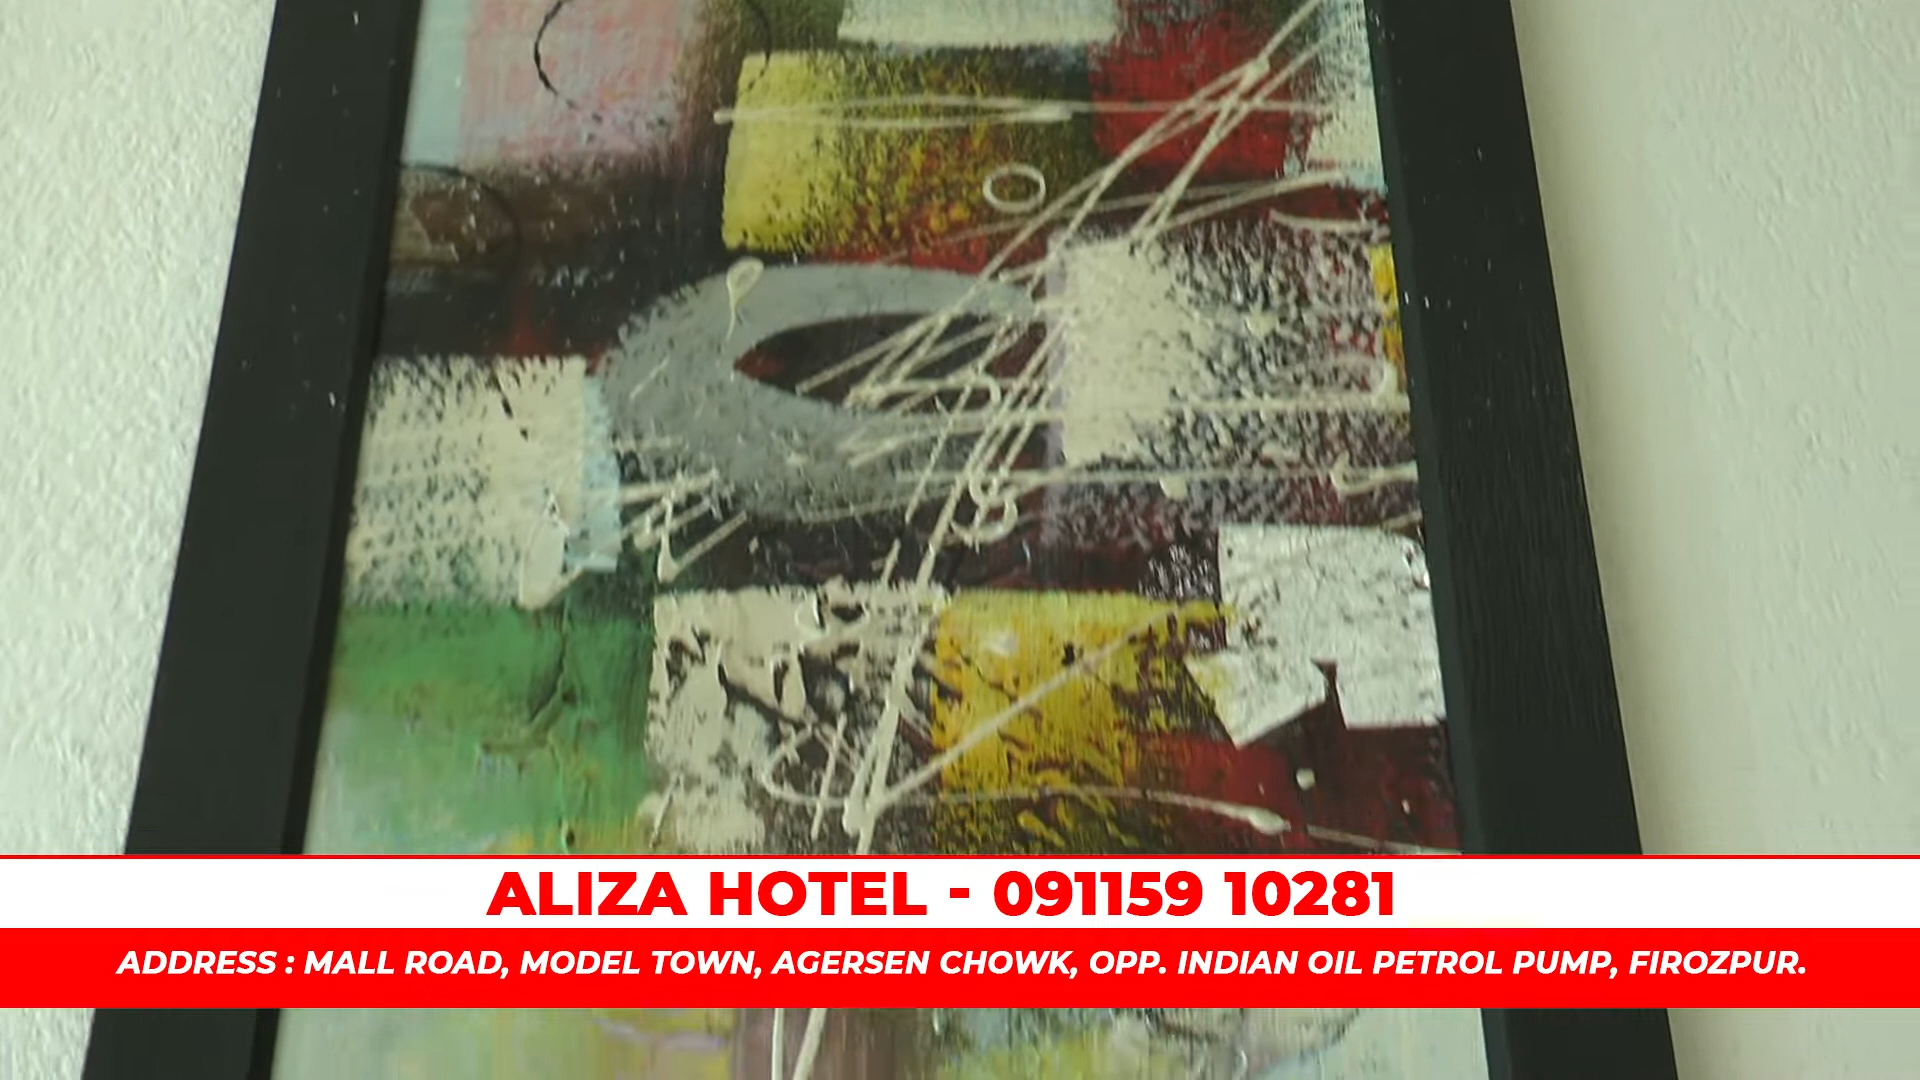 ALIZA HOTEL - 091159 10281
ADDRESS : MALL ROAD, MODEL TOWN, AGERSEN CHOWK, OPP. INDIAN OIL PETROL PUMP, FIROZPUR.